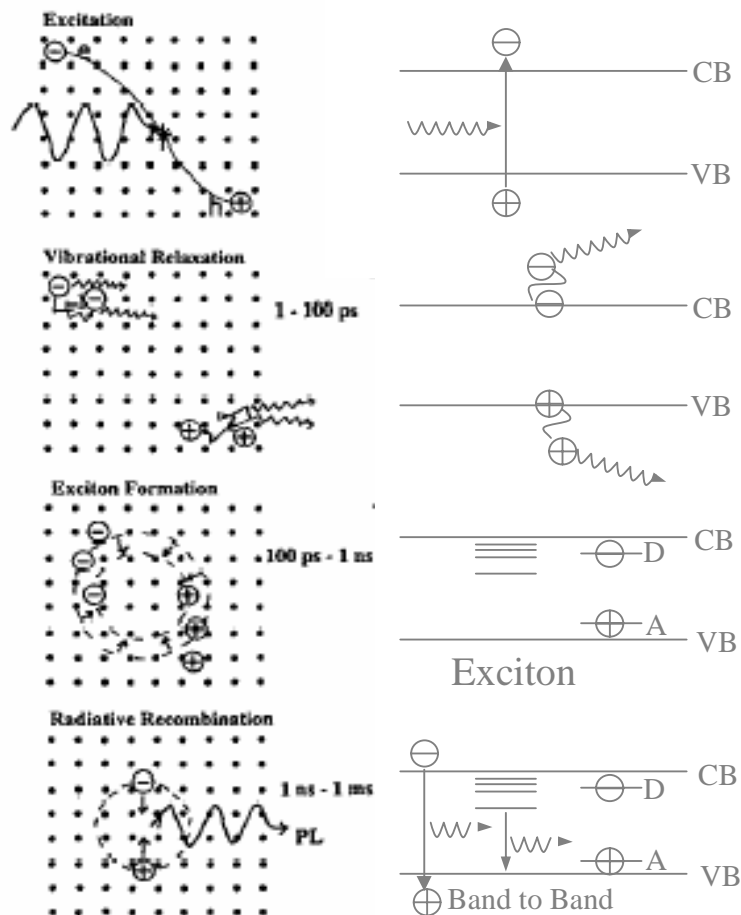 Excitation
e
h
CB
VB
Vibrational Relaxation
1 - 100 ps
CB
VB
Exciton Formation
100 ps - 1 ns
CB
D
A
VB
Exciton
Radiative Recombination
1 ns - 1 ms
PL
CB
D
A
VB
Band to Band